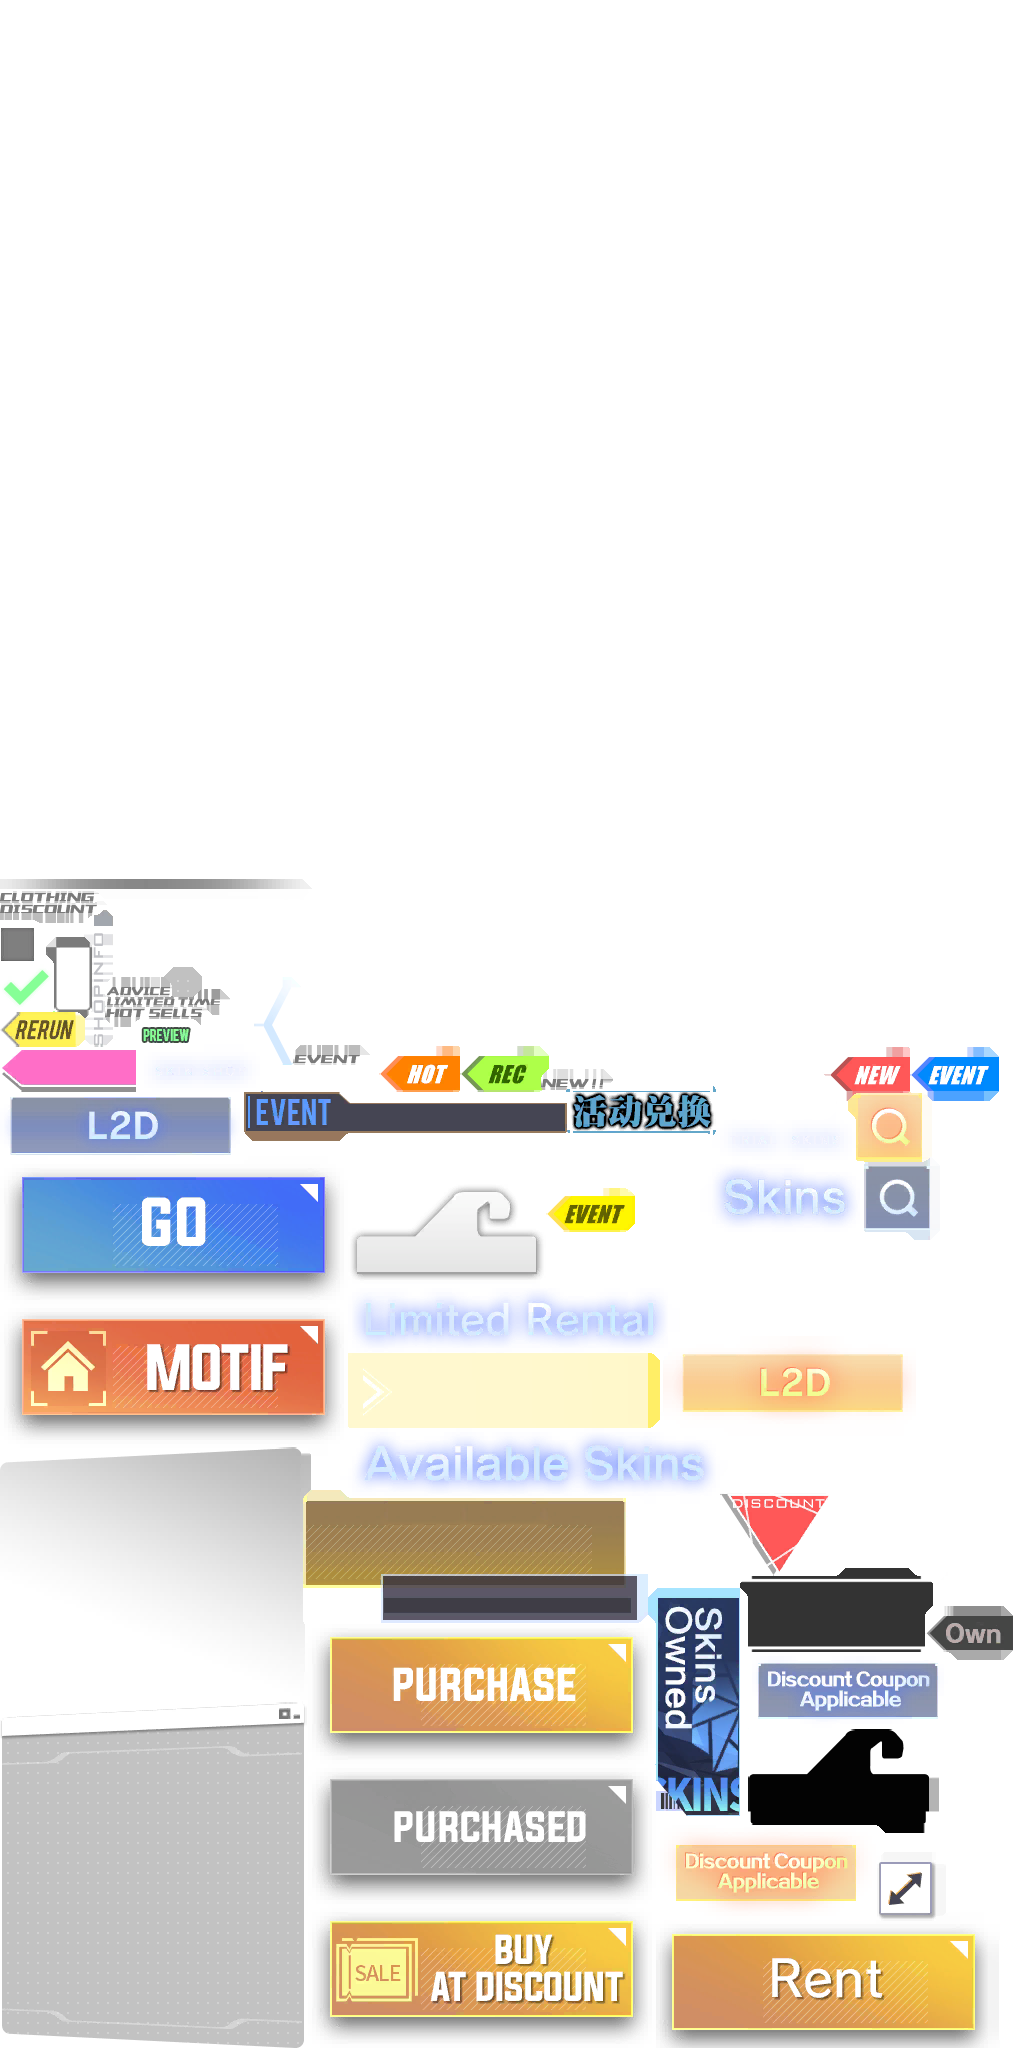 CLOTHING
DISCOUNT
SHOPINFO
ADVICE
LIMITED TIME
HOT SELLS
RERUN
PREVIEW
EVENT
HOT
REC
NEW!!
NEW
EVENT
L2D
EVENT
活动兑换
Skins
GO
EVENT
Limited Rental
MOTIF
L2D
Available Skins
DISCOUNT
Skins
Owned
SKINS
Own
PURCHASE
Discount Coupon
Applicable
PURCHASED
Discount Coupon
Applicable
SALE
BUY
AT DISCOUNT
Rent